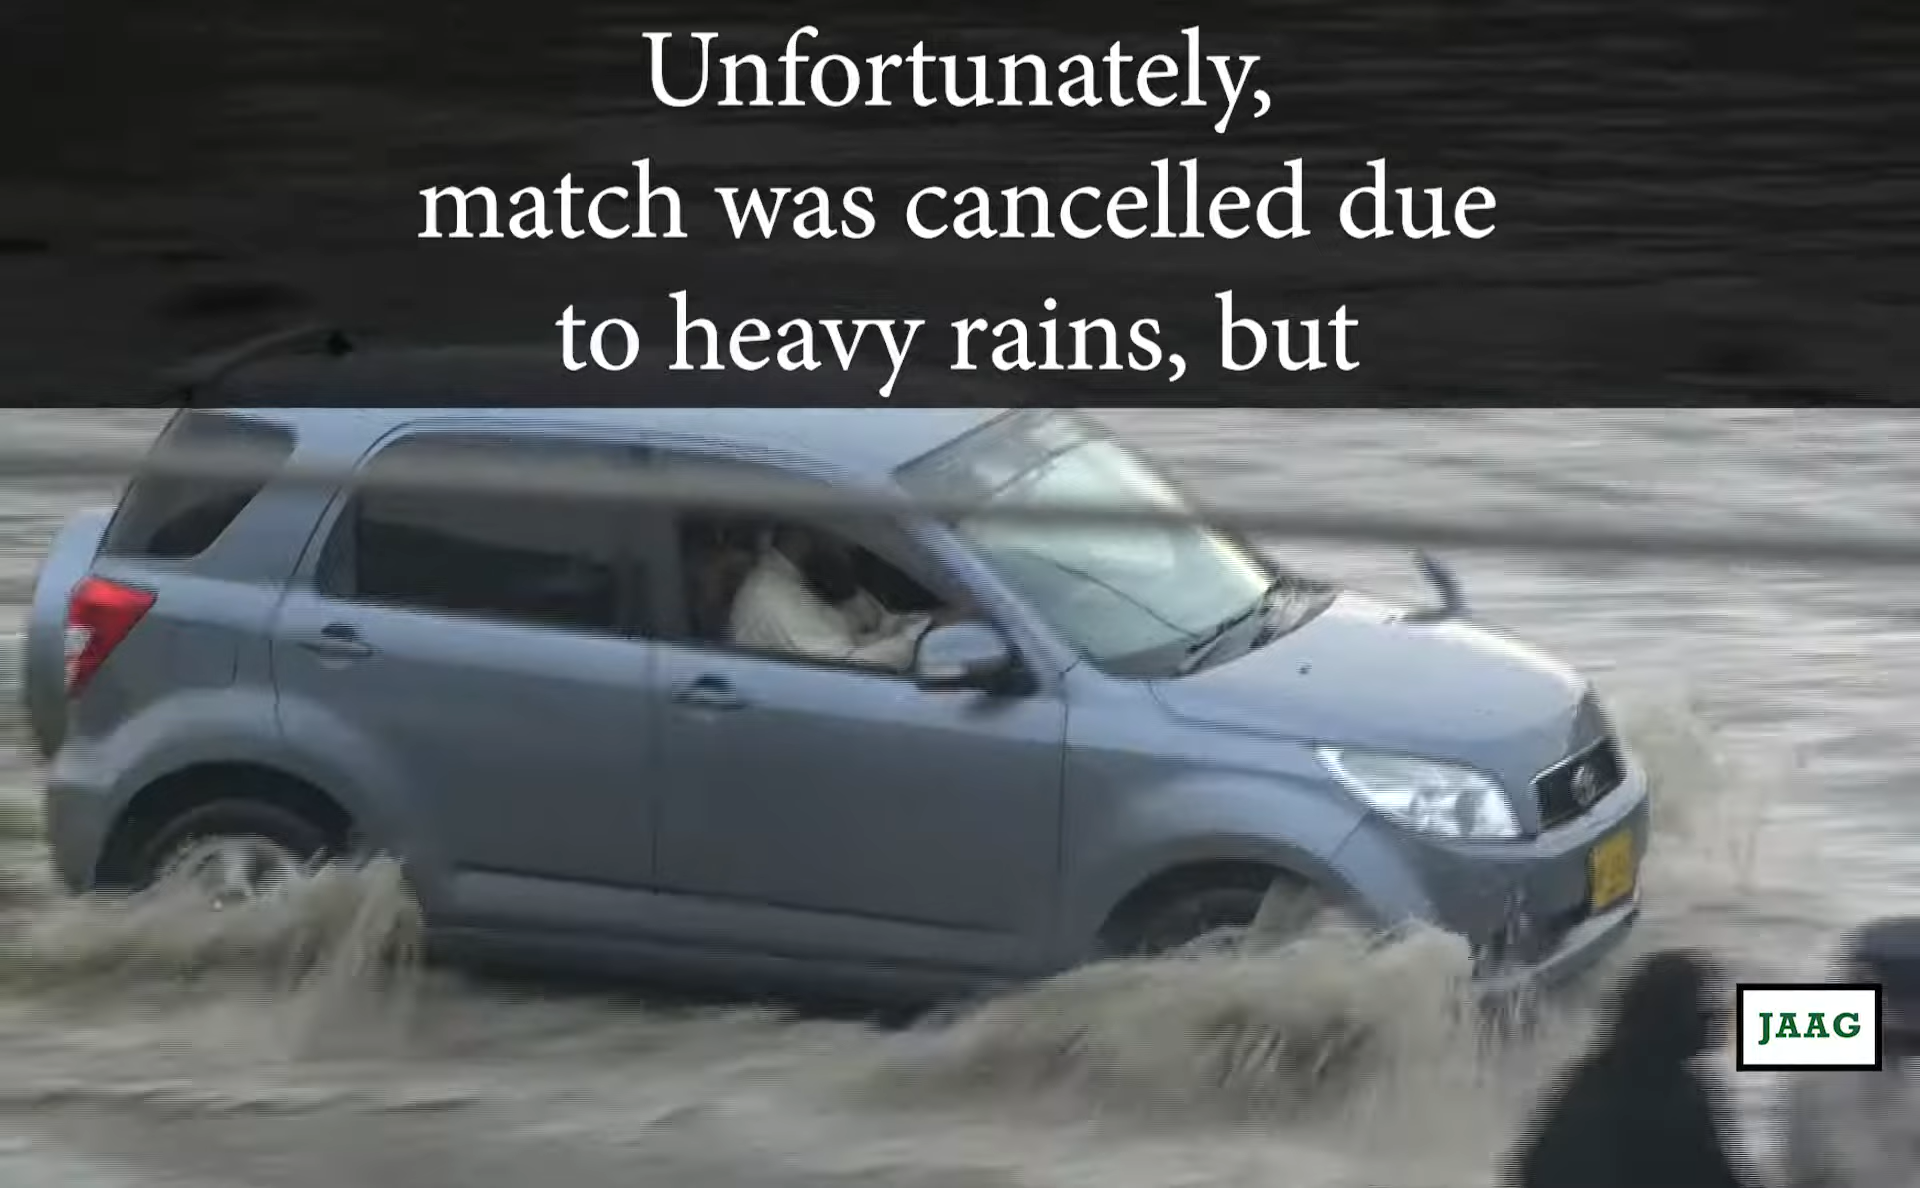 Unfortunately,
match was cancelled due
to heavy rains, but
JAAG